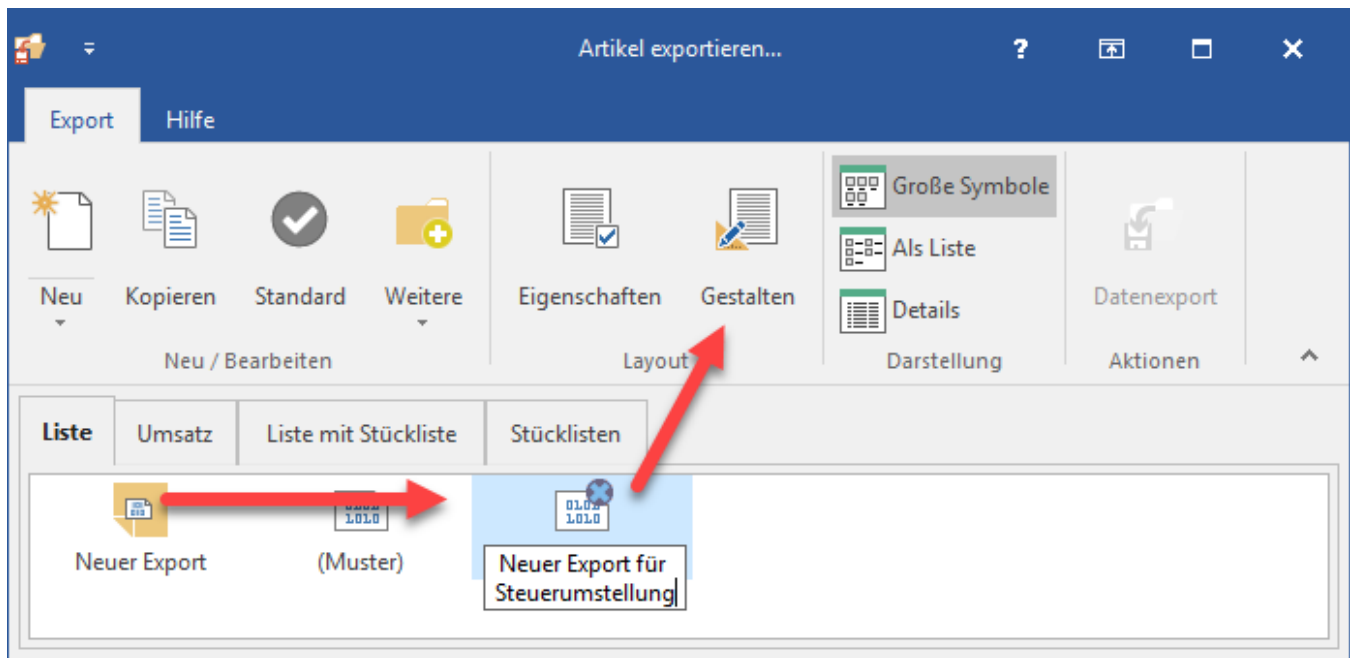 Artikel exportieren...
?
Export Hilfe
Neu Kopieren Standard Weitere Eigenschaften Gestalten Große Symbole Als Liste Details Datenexport
Neu / Bearbeiten Layout Darstellung Aktionen
Liste Umsatz Liste mit Stückliste Stücklisten
Neuer Export (Muster) Neuer Export für
Steuerumstellung